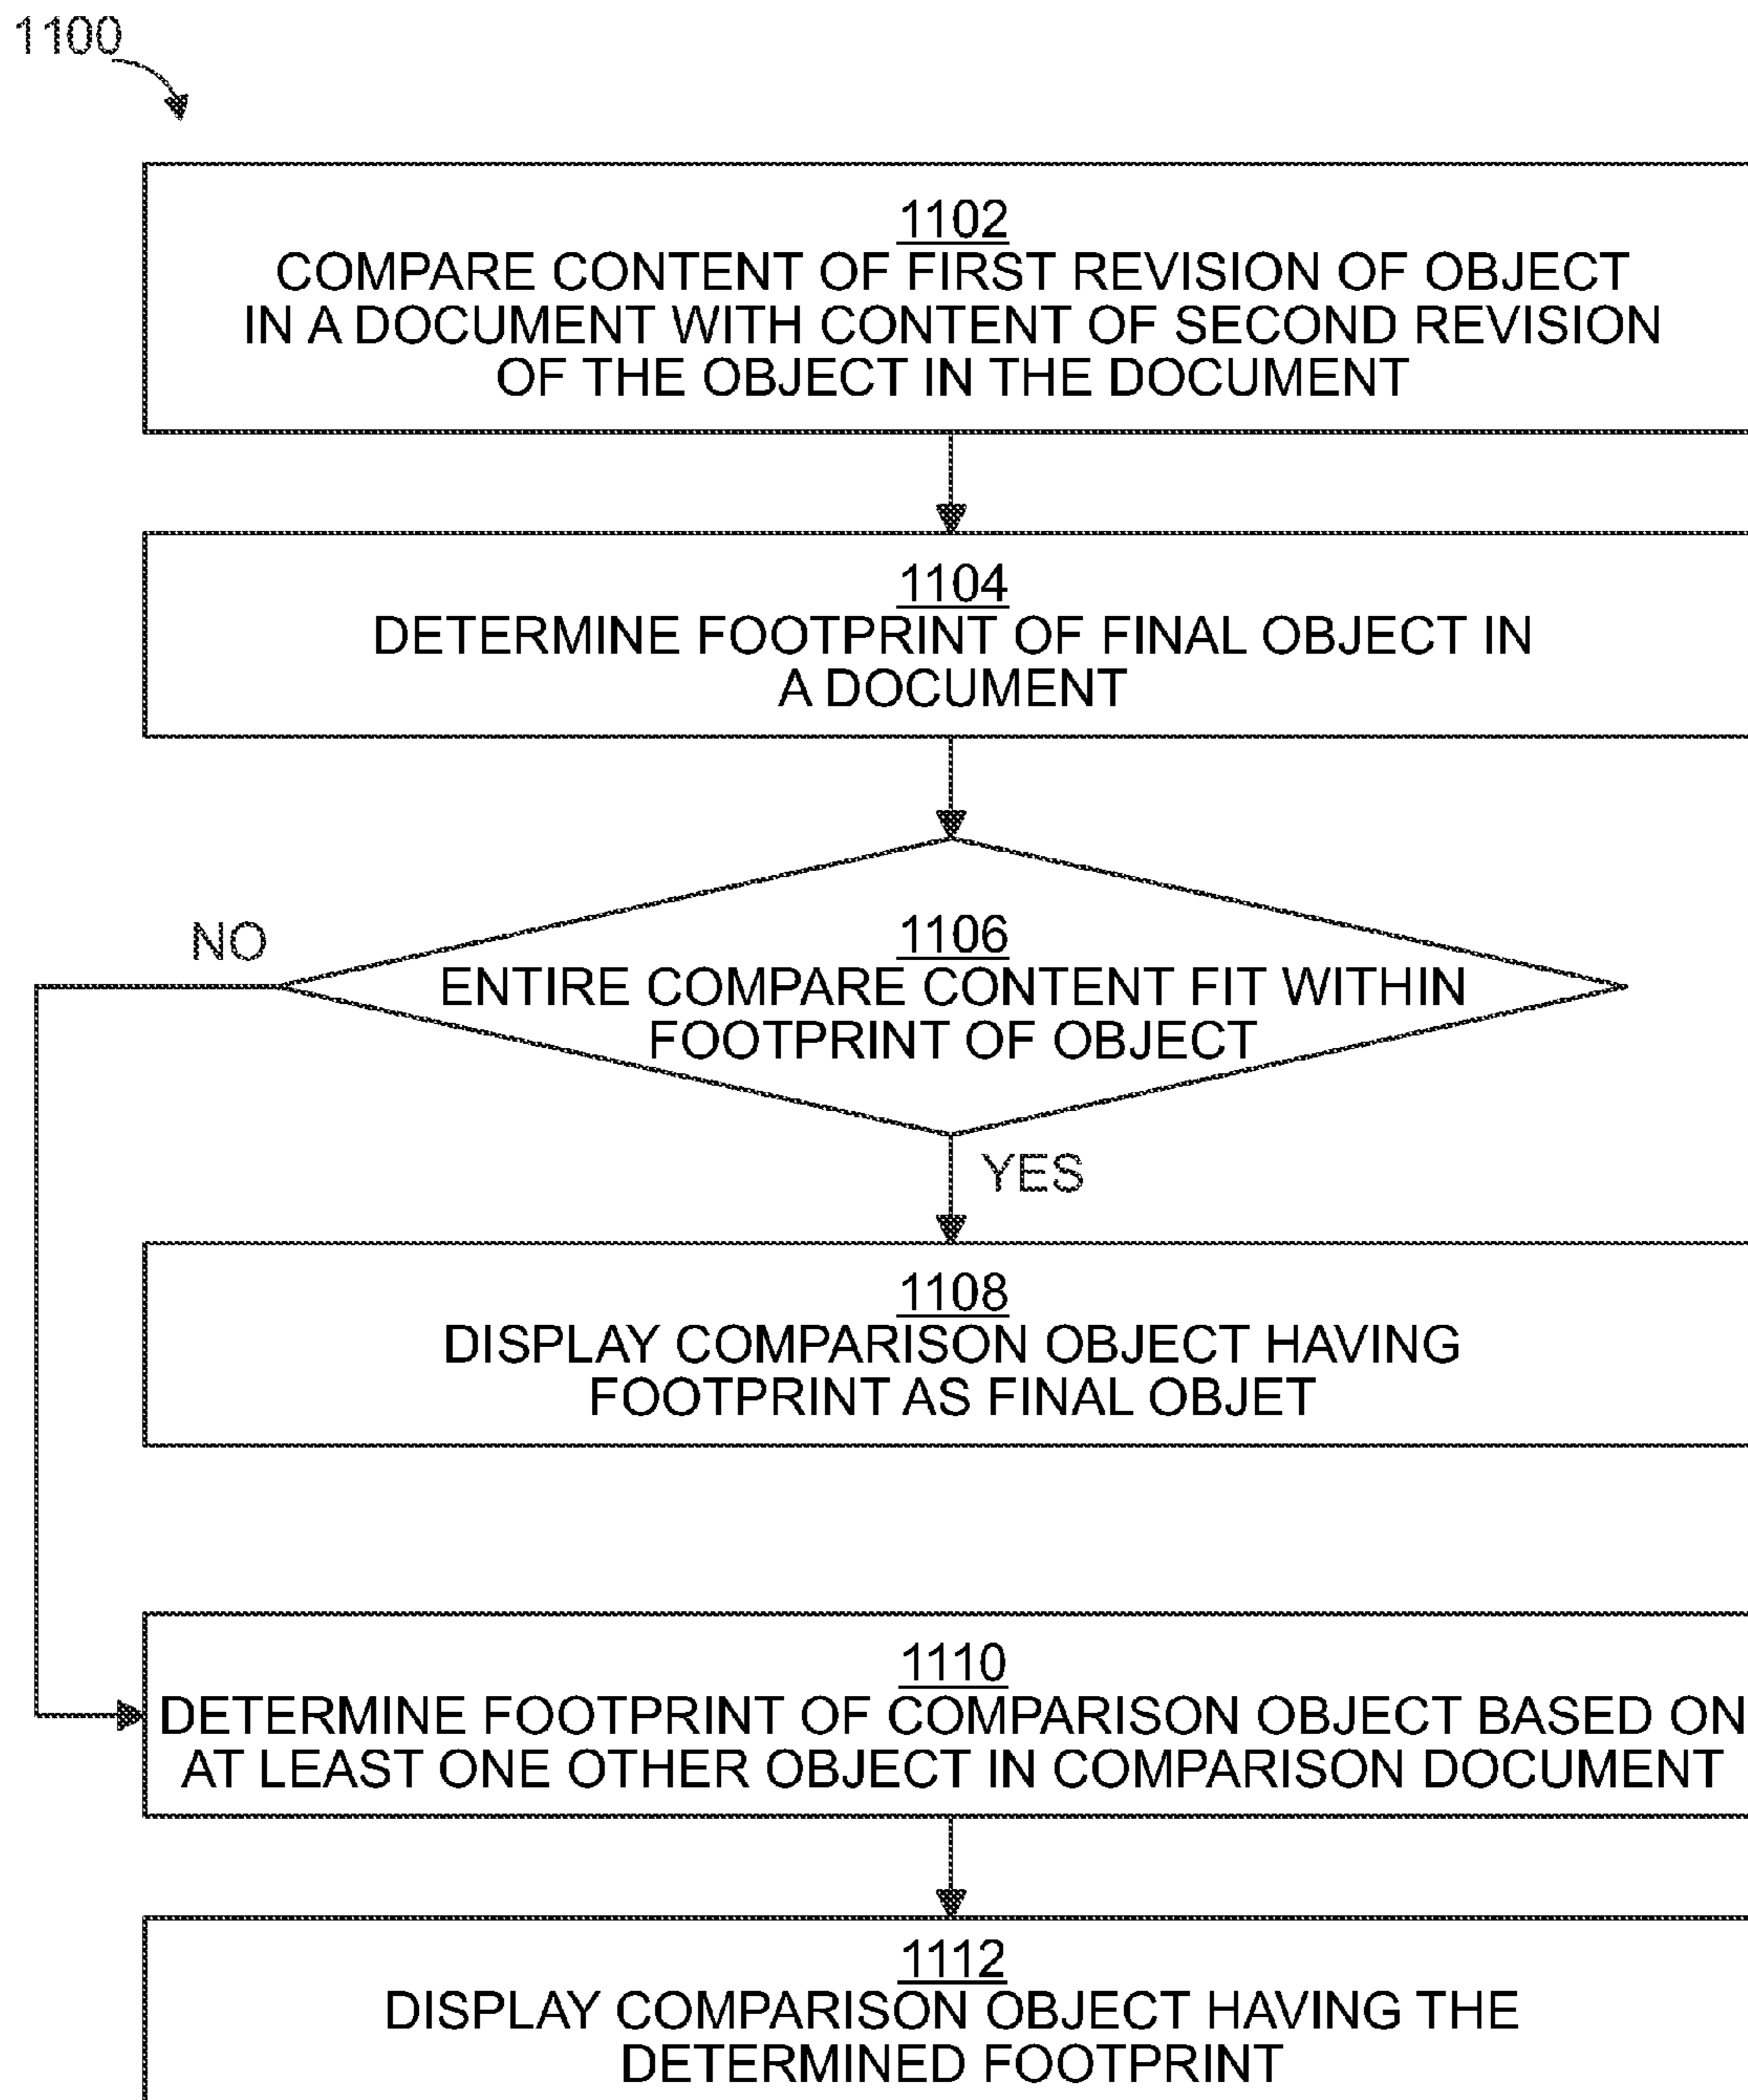 1100
1102
COMPARE CONTENT OF FIRST REVISION OF OBJECT
IN A DOCUMENT WITH CONTENT OF SECOND REVISION
OF THE OBJECT IN THE DOCUMENT
1104
DETERMINE FOOTPRINT OF FINAL OBJECT IN
A DOCUMENT
NO
1106
ENTIRE COMPARE CONTENT FIT WITHIN
FOOTPRINT OF OBJECT
YES
1108
DISPLAY COMPARISON OBJECT HAVING
FOOTPRINT AS FINAL OBJET
1110
DETERMINE FOOTPRINT OF COMPARISON OBJECT BASED ON
AT LEAST ONE OTHER OBJECT IN COMPARISON DOCUMENT
1112
DISPLAY COMPARISON OBJECT HAVING THE
DETERMINED FOOTPRINT